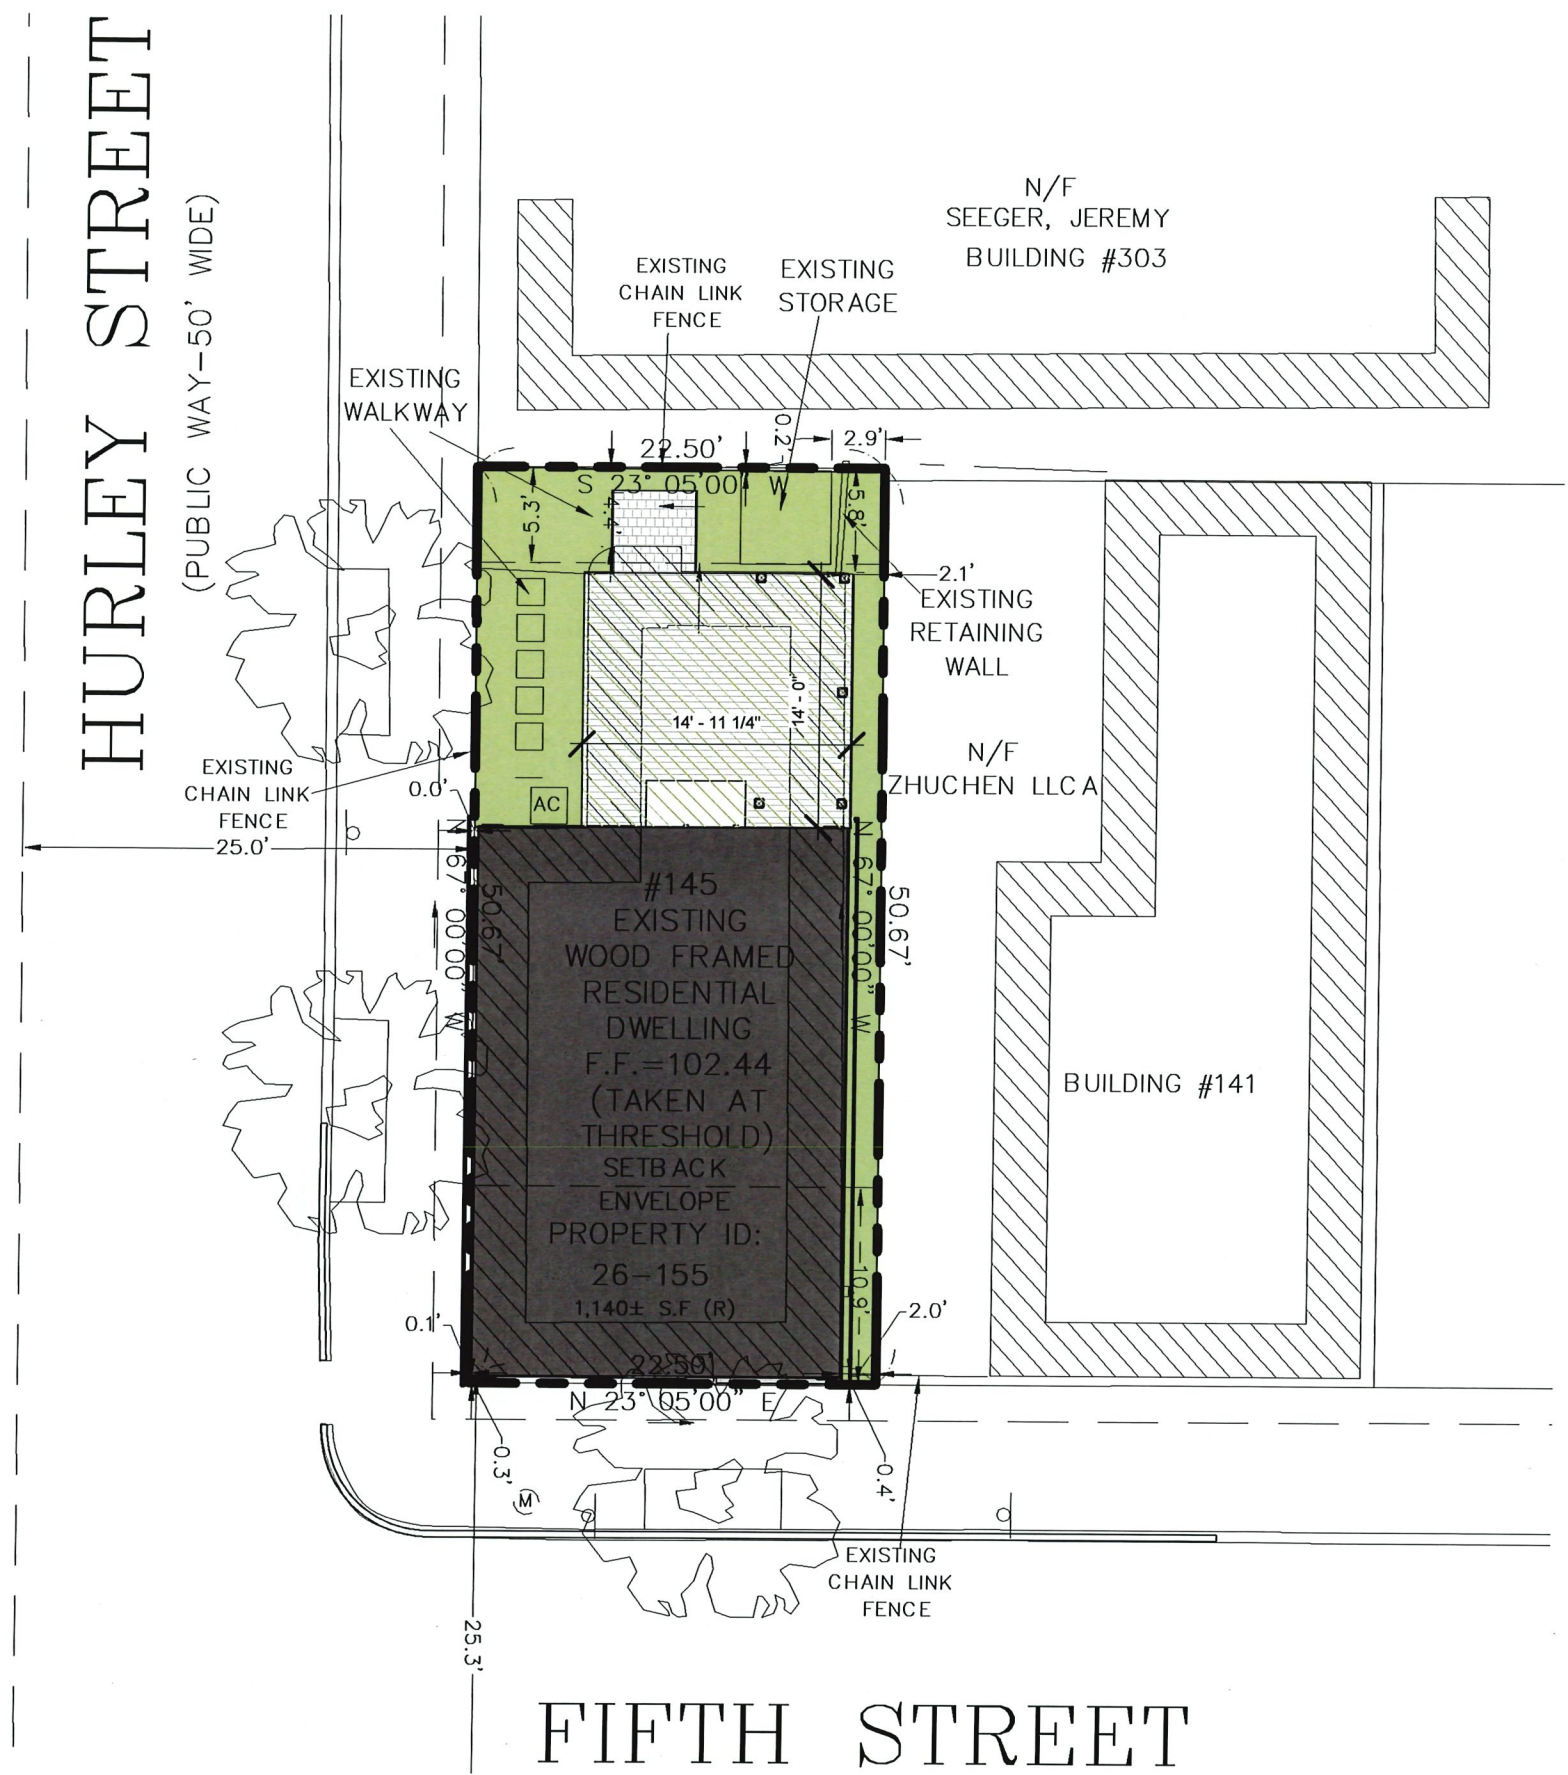 HURLEY STREET
(PUBLIC WAY-50' WIDE)
N/F
SEEGER, JEREMY
BUILDING #303
EXISTING
CHAIN LINK
FENCE
EXISTING
STORAGE
EXISTING
WALKWAY
0.2'
2.9'
22.50'
S 23° 05'00" W
5.3'
4.4'
5.8'
2.1'
EXISTING
RETAINING
WALL
14' - 11 1/4"
14' - 0"
N/F
ZHUCHEN LLC A
EXISTING
CHAIN LINK
FENCE
0.0'
AC
25.0'
N 67° 00'00" W
50.67'
N 67° 00'00" W
50.67'
#145
EXISTING
WOOD FRAMED
RESIDENTIAL
DWELLING
F.F.=102.44
(TAKEN AT
THRESHOLD)
SETBACK
ENVELOPE
PROPERTY ID:
26-155
1,140± S.F (R)
BUILDING #141
10.9'
0.1'
2.0'
22.50'
N 23° 05'00" E
0.3'
M
0.4'
EXISTING
CHAIN LINK
FENCE
25.3'
FIFTH STREET